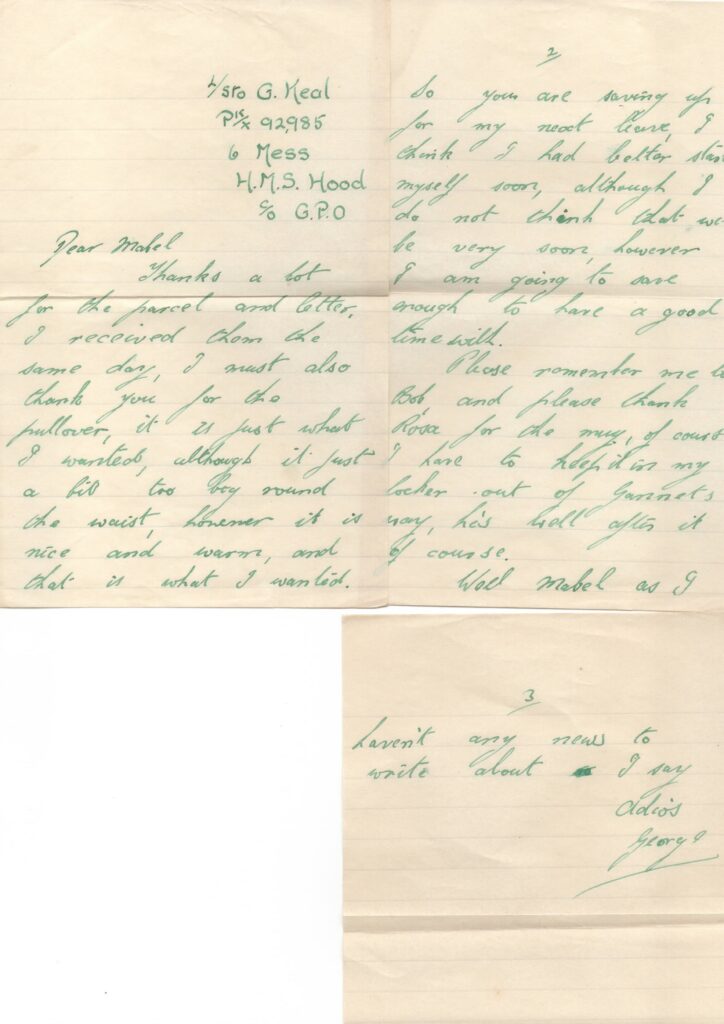 L/sto G. Keal
P K/X 92985
6 Mess
H.M.S. Hood
c/o G.P.O
Dear Mabel
Thanks a lot
for the parcel and letter,
I received them the
same day, I must also
thank you for the
pullover, it is just what
I wanted, although it just
a bit too big round
the waist, however it is
nice and warm, and
that is what I wanted.
2
So you are saving up
for my next leave, I
think I had better start
myself soon, although I
do not think that
be very soon, however
I am going to save
enough to have a good
time with.
Please remember me to
Bob, and please thank
Rosa for the mug, of course
I have to keep it in my
locker out of Gannets
way, he's well after it
of course.
Well Mabel as I
3
haven't any news to
write about I say
Adios
George